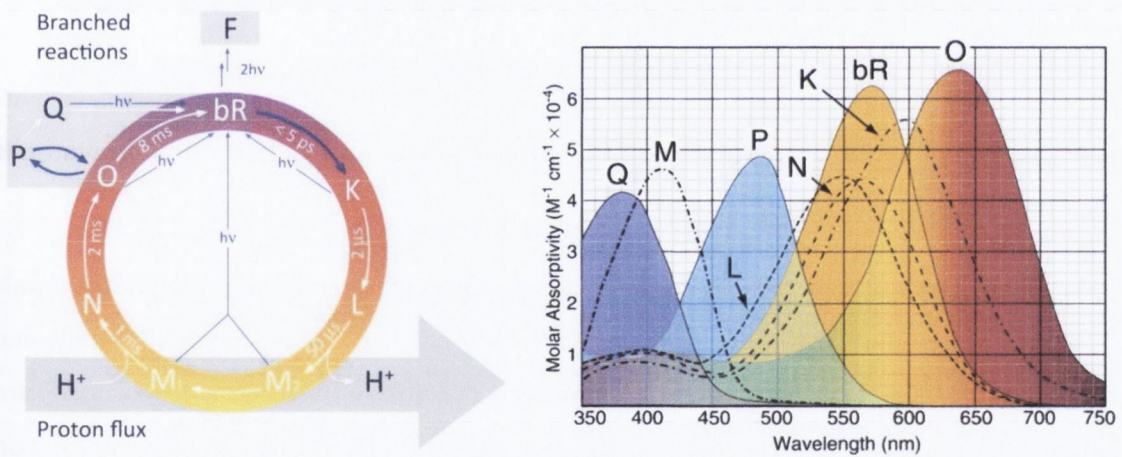 Branched
reactions
F
2hν
Q
hν
bR
P
O
8 ms
< 5 ps
hν
hν
K
2 ms
hν
2 μs
N
L
1 ms
50 μs
H⁺
M₁
M₂
H⁺
Proton flux
Molar Absorptivity (M⁻¹ cm⁻¹ × 10⁻⁴)
6
5
4
3
2
1
Q
M
P
L
N
K
bR
O
350 400 450 500 550 600 650 700 750
Wavelength (nm)